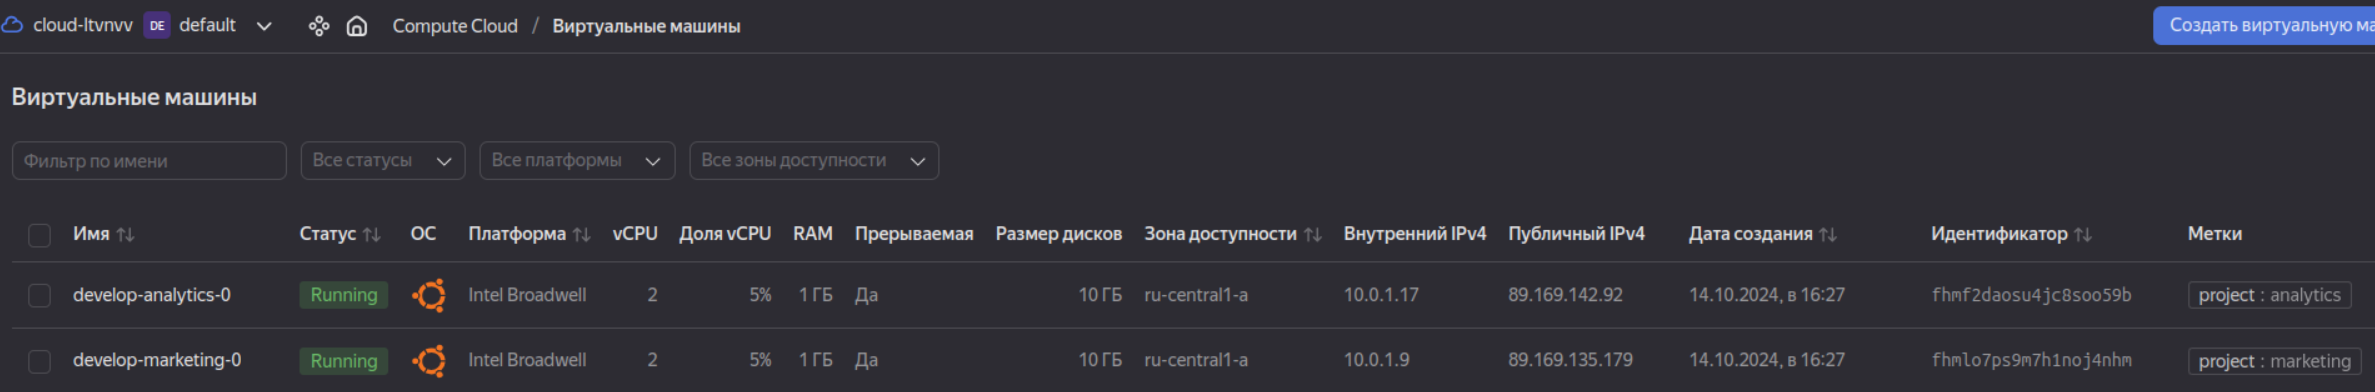 cloud-ltvnvv DE default Compute Cloud / Виртуальные машины Создать виртуальную ма
Виртуальные машины
Фильтр по имени Все статусы Все платформы Все зоны доступности
Имя Статус ОС Платформа vCPU Доля vCPU RAM Прерываемая Размер дисков Зона доступности Внутренний IPv4 Публичный IPv4 Дата создания Идентификатор Метки
develop-analytics-0 Running Intel Broadwell 2 5% 1 ГБ Да 10 ГБ ru-central1-a 10.0.1.17 89.169.142.92 14.10.2024, в 16:27 fhmf2daosu4jc8soo59b project : analytics
develop-marketing-0 Running Intel Broadwell 2 5% 1 ГБ Да 10 ГБ ru-central1-a 10.0.1.9 89.169.135.179 14.10.2024, в 16:27 fhmlo7ps9m7h1noj4nhm project : marketing